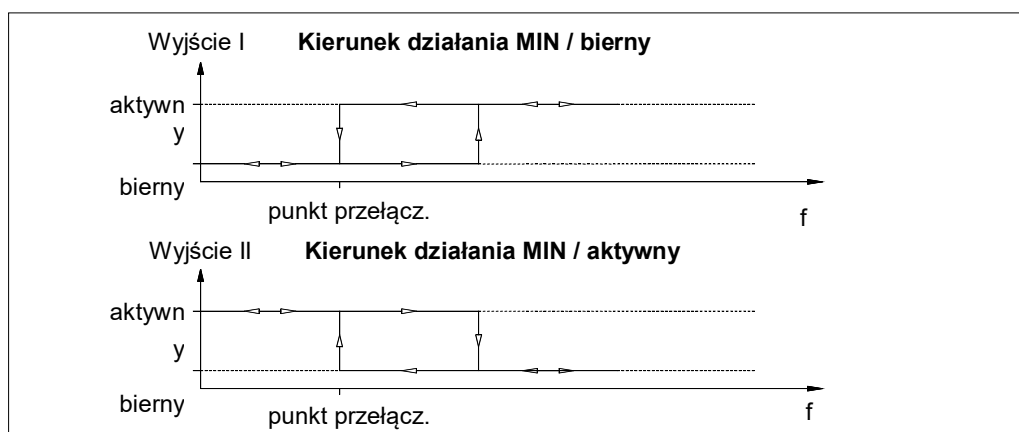 Wyjście I Kierunek działania MIN / bierny
aktywn
y
bierny
punkt przełącz.
f
Wyjście II Kierunek działania MIN / aktywny
aktywn
y
bierny
punkt przełącz.
f